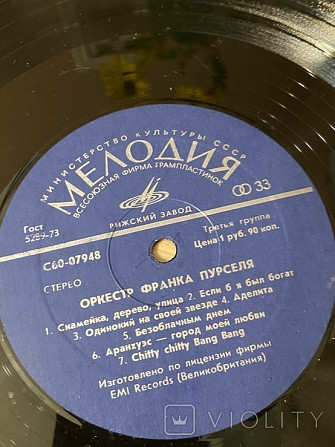 МИНИСТЕРСТВО КУЛЬТУРЫ СССР
МЕЛОДИЯ
ВСЕСОЮЗНАЯ ФИРМА ГРАМПЛАСТИНОК
33
РИЖСКИЙ ЗАВОД
Гост
5289-73
Третья группа
Цена 1 руб. 90 коп.
С60-07948
СТЕРЕО
ОРКЕСТР ФРАНКА ПУРСЕЛЯ
1. Скамейка, дерево, улица 2. Если б я был богат
3. Одинокий на своей звезде 4. Аделита
5. Безоблачным днем
6. Аранхуэс — город моей любви
7. Chitty chitty Bang Bang
Изготовлено по лицензии фирмы
EMI Records (Великобритания)
VIOLITY